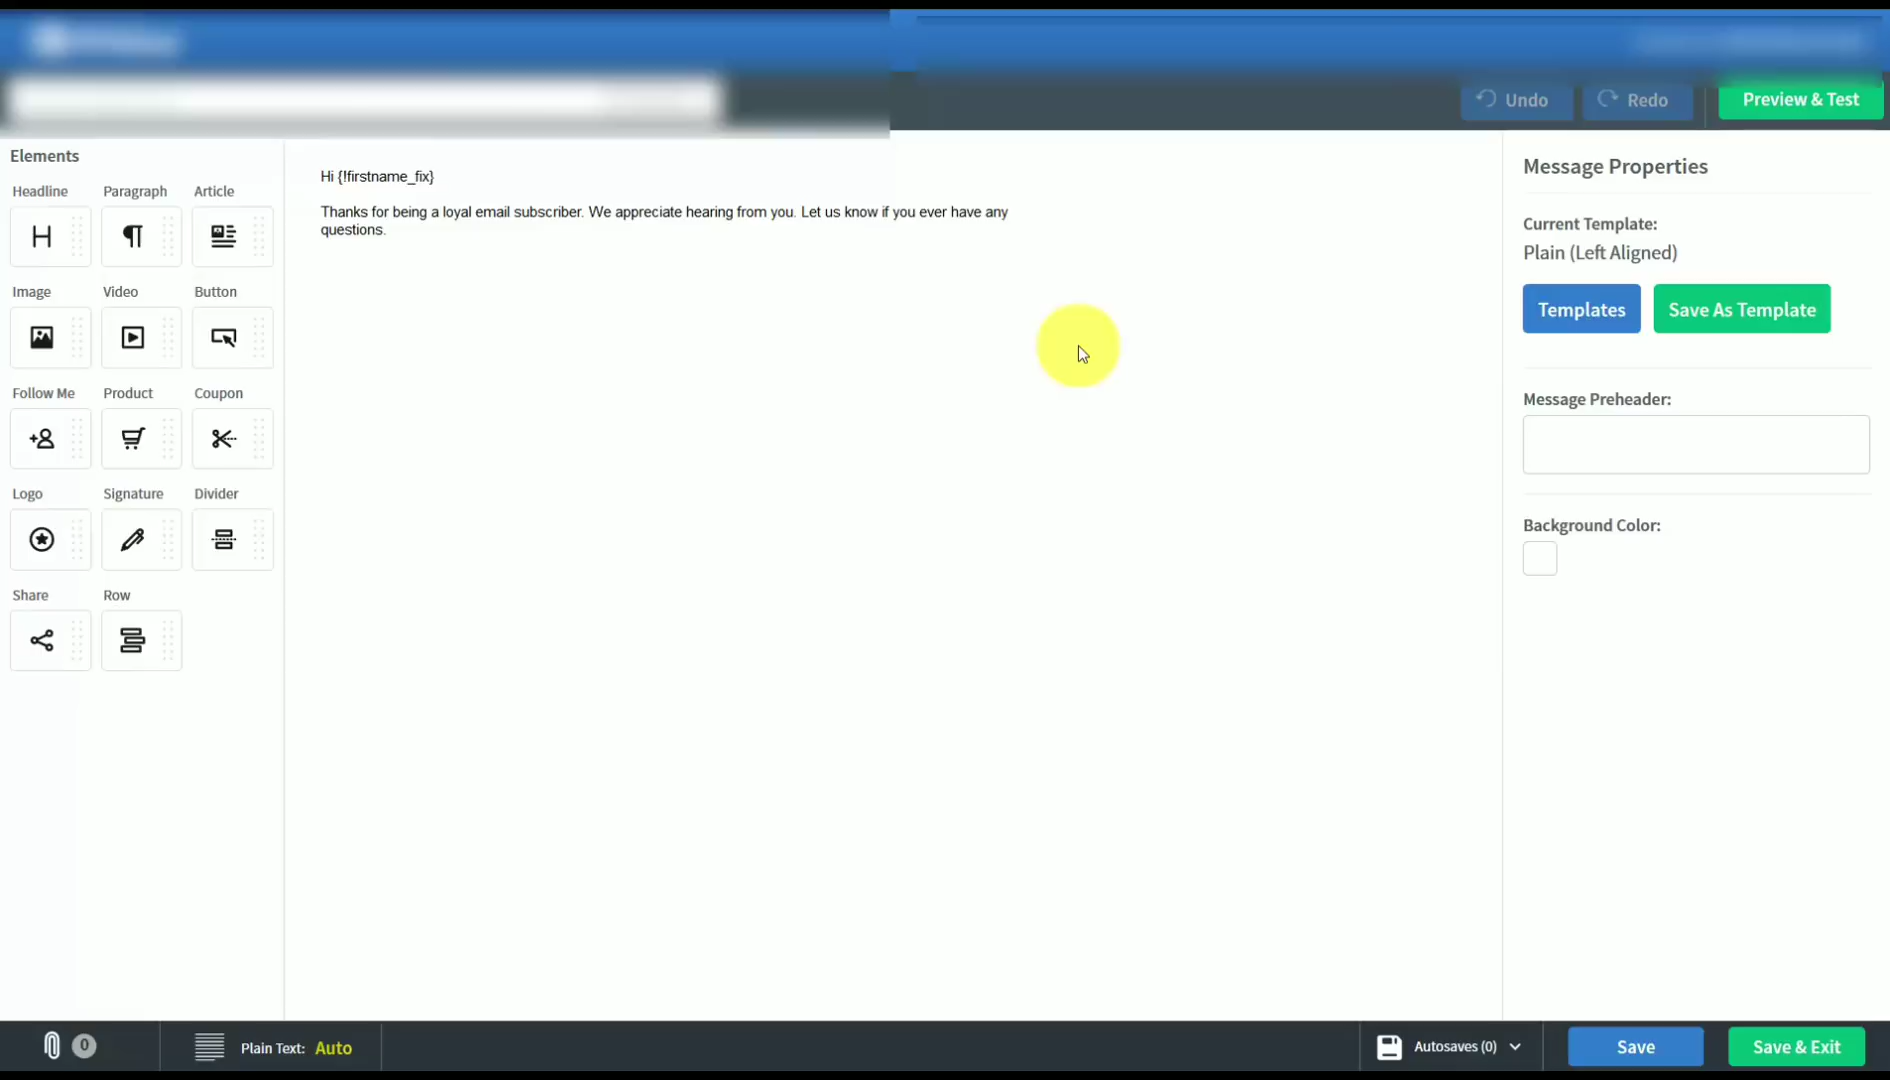 Undo
Redo
Preview & Test
Elements
Headline
Paragraph
Article
Image
Video
Button
Follow Me
Product
Coupon
Logo
Signature
Divider
Share
Row
Hi {!firstname_fix}
Thanks for being a loyal email subscriber. We appreciate hearing from you. Let us know if you ever have any
questions.
Message Properties
Current Template:
Plain (Left Aligned)
Templates
Save As Template
Message Preheader:
Background Color:
0
Plain Text: Auto
Autosaves (0)
Save
Save & Exit